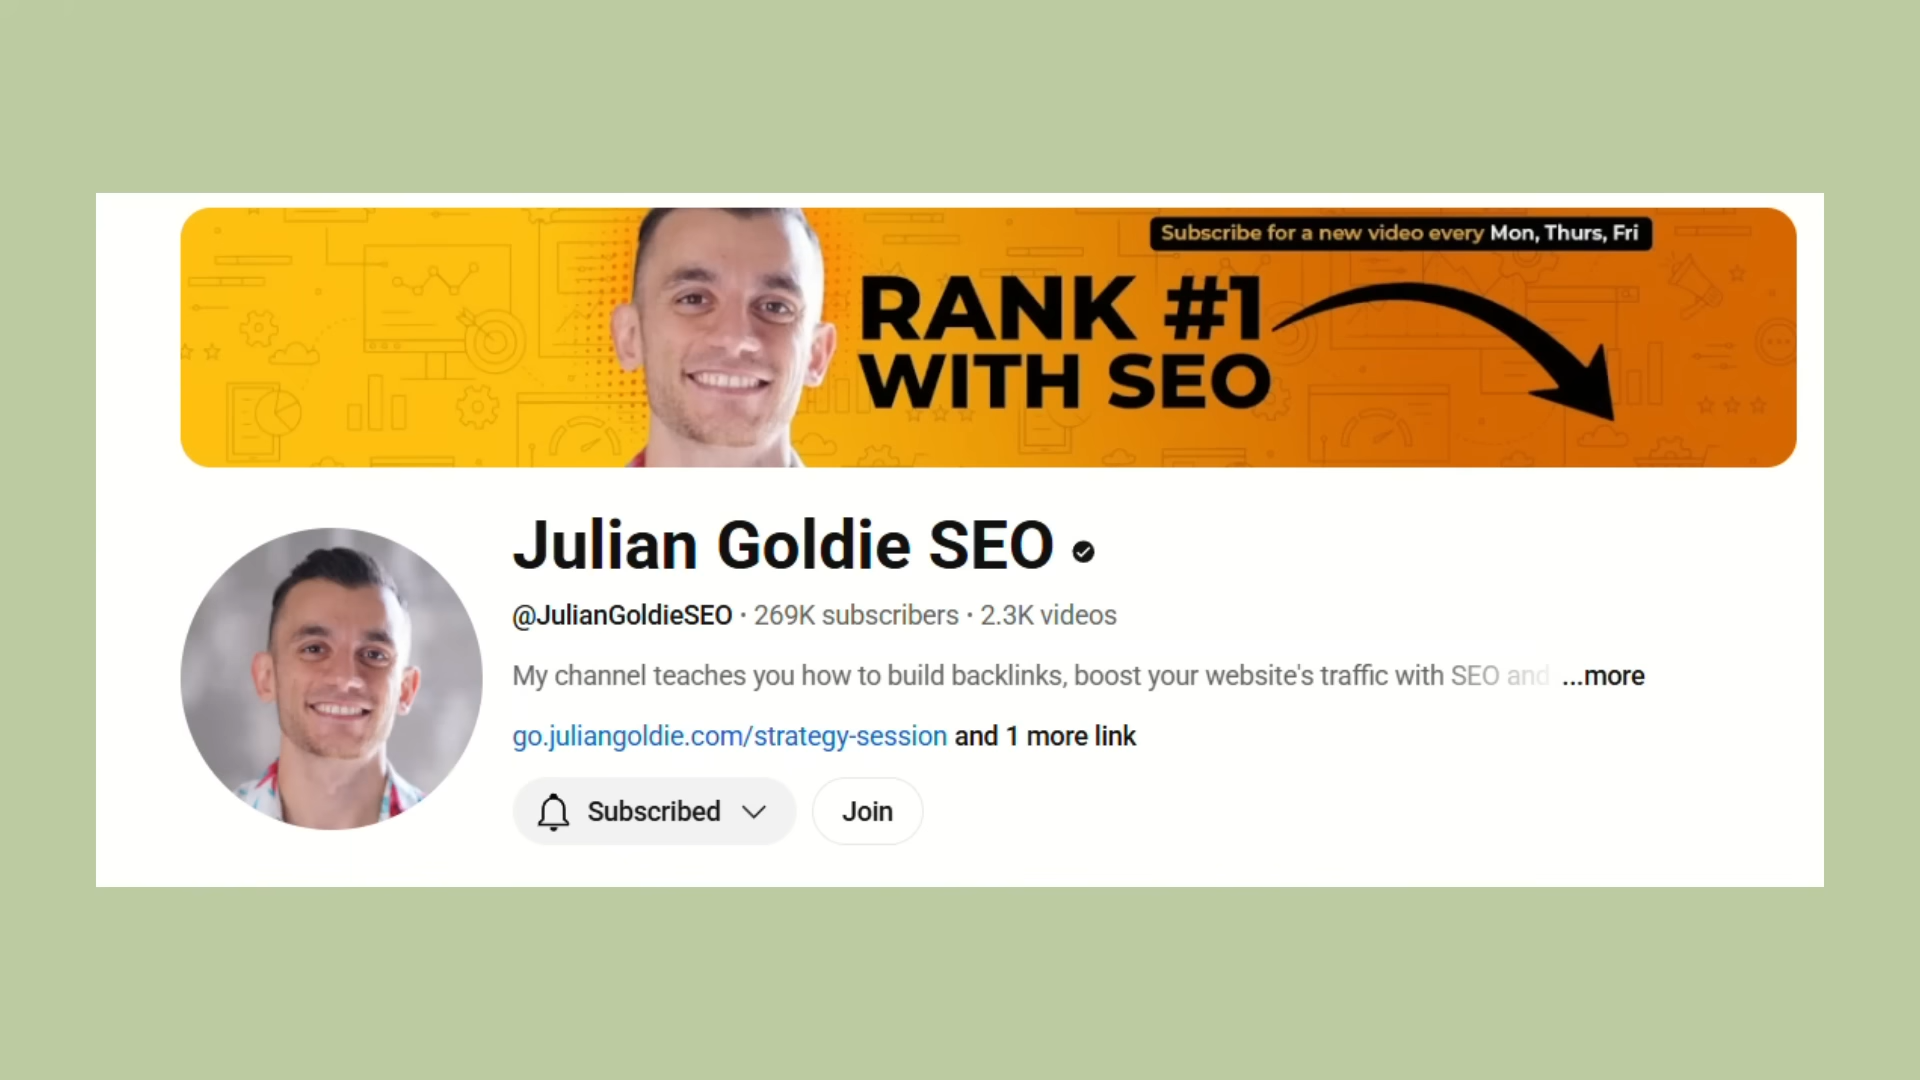 Subscribe for a new video every Mon, Thurs, Fri
RANK #1
WITH SEO
Julian Goldie SEO
@JulianGoldieSEO · 269K subscribers · 2.3K videos
My channel teaches you how to build backlinks, boost your website's traffic with SEO and ...more
go.juliangoldie.com/strategy-session and 1 more link
Subscribed
Join